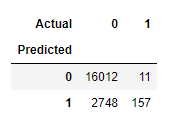 Actual 0 1
Predicted
0 16012 11
1 2748 157